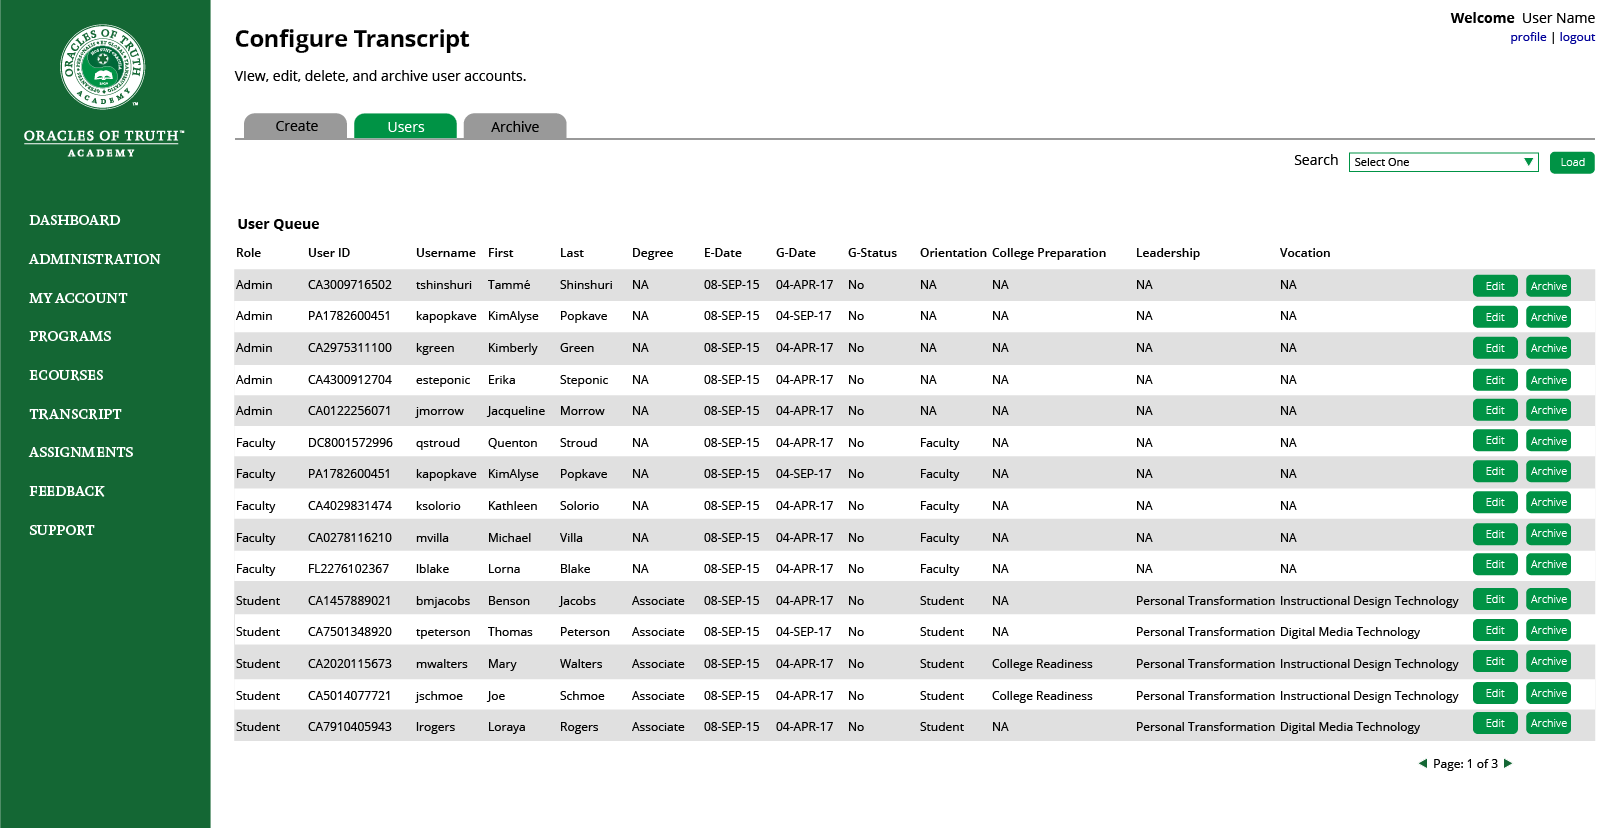 ORACLES OF TRUTH
ACADEMY
™
ORACLES OF TRUTH™
ACADEMY
DASHBOARD
ADMINISTRATION
MY ACCOUNT
PROGRAMS
ECOURSES
TRANSCRIPT
ASSIGNMENTS
FEEDBACK
SUPPORT
Welcome User Name
profile | logout
Configure Transcript
VIew, edit, delete, and archive user accounts.
Create Users Archive
Search Select One Load
User Queue
Role User ID Username First Last Degree E-Date G-Date G-Status Orientation College Preparation Leadership Vocation
Admin CA3009716502 tshinshuri Tammé Shinshuri NA 08-SEP-15 04-APR-17 No NA NA NA NA Edit Archive
Admin PA1782600451 kapopkave KimAlyse Popkave NA 08-SEP-15 04-SEP-17 No NA NA NA NA Edit Archive
Admin CA2975311100 kgreen Kimberly Green NA 08-SEP-15 04-APR-17 No NA NA NA NA Edit Archive
Admin CA4300912704 esteponic Erika Steponic NA 08-SEP-15 04-APR-17 No NA NA NA NA Edit Archive
Admin CA0122256071 jmorrow Jacqueline Morrow NA 08-SEP-15 04-APR-17 No NA NA NA NA Edit Archive
Faculty DC8001572996 qstroud Quenton Stroud NA 08-SEP-15 04-APR-17 No Faculty NA NA NA Edit Archive
Faculty PA1782600451 kapopkave KimAlyse Popkave NA 08-SEP-15 04-SEP-17 No Faculty NA NA NA Edit Archive
Faculty CA4029831474 ksolorio Kathleen Solorio NA 08-SEP-15 04-APR-17 No Faculty NA NA NA Edit Archive
Faculty CA0278116210 mvilla Michael Villa NA 08-SEP-15 04-APR-17 No Faculty NA NA NA Edit Archive
Faculty FL2276102367 lblake Lorna Blake NA 08-SEP-15 04-APR-17 No Faculty NA NA NA Edit Archive
Student CA1457889021 bmjacobs Benson Jacobs Associate 08-SEP-15 04-APR-17 No Student NA Personal Transformation Instructional Design Technology Edit Archive
Student CA7501348920 tpeterson Thomas Peterson Associate 08-SEP-15 04-SEP-17 No Student NA Personal Transformation Digital Media Technology Edit Archive
Student CA2020115673 mwalters Mary Walters Associate 08-SEP-15 04-APR-17 No Student College Readiness Personal Transformation Instructional Design Technology Edit Archive
Student CA5014077721 jschmoe Joe Schmoe Associate 08-SEP-15 04-APR-17 No Student College Readiness Personal Transformation Instructional Design Technology Edit Archive
Student CA7910405943 lrogers Loraya Rogers Associate 08-SEP-15 04-APR-17 No Student NA Personal Transformation Digital Media Technology Edit Archive
Page: 1 of 3